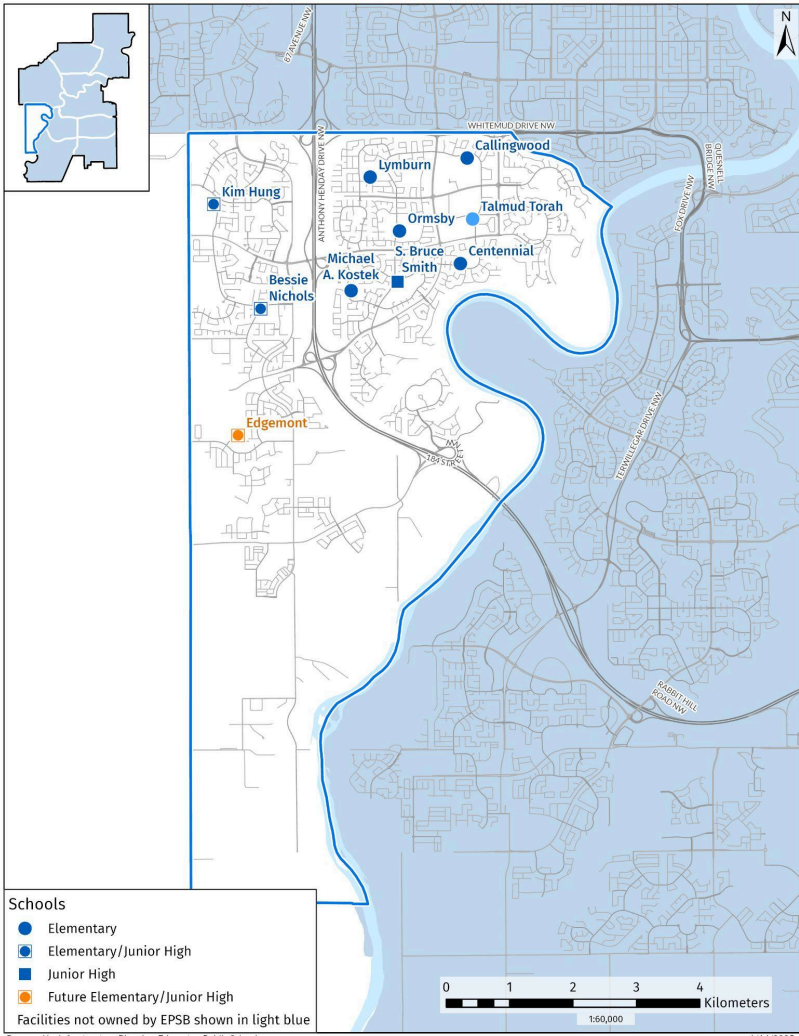 N
87 AVENUE NW
WHITEMUD DRIVE NW
QUESNELL
BRIDGE NW
ANTHONY HENDAY DRIVE NW
FOX DRIVE NW
Callingwood
Lymburn
Kim Hung
Talmud Torah
Ormsby
S. Bruce
Smith
Centennial
Michael
A. Kostek
Bessie
Nichols
Edgemont
184 STREET
NW
TERWILLEGAR DRIVE NW
RABBIT HILL
ROAD NW
Schools
Elementary
Elementary/Junior High
Junior High
Future Elementary/Junior High
Facilities not owned by EPSB shown in light blue
0 1 2 3 4
Kilometers
1:60,000